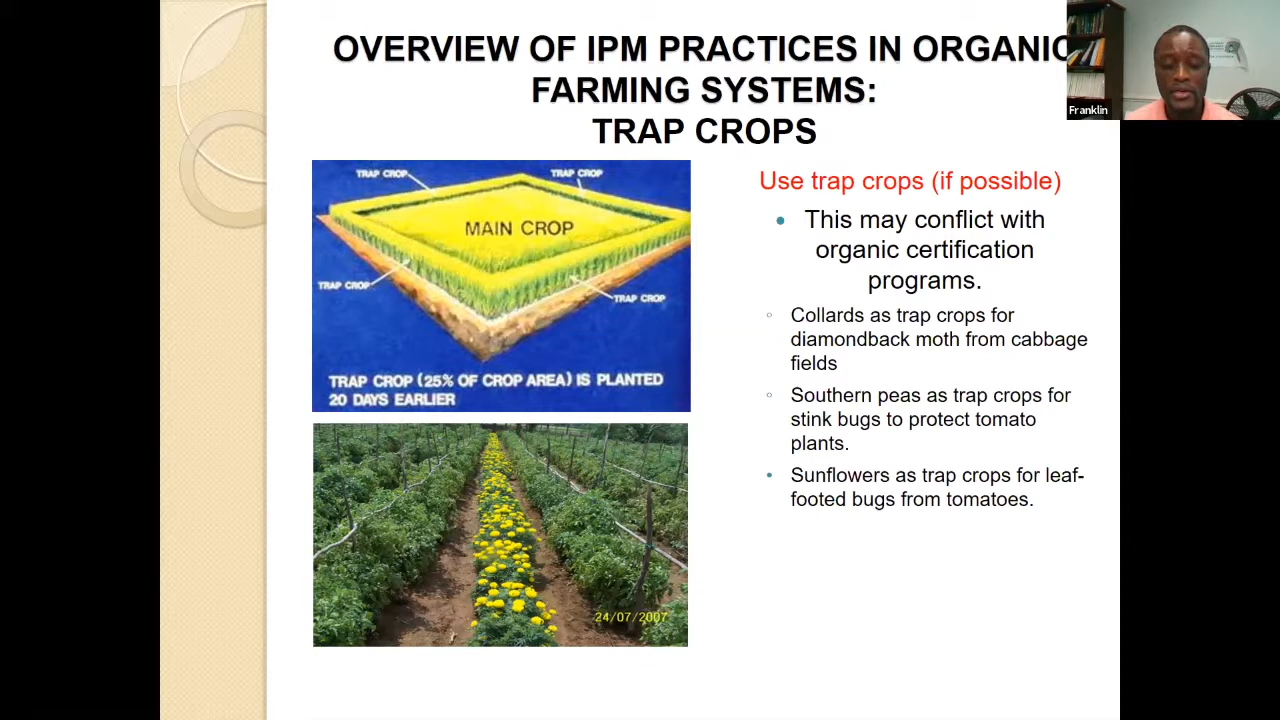 OVERVIEW OF IPM PRACTICES IN ORGANIC
FARMING SYSTEMS:
TRAP CROPS
Franklin
TRAP CROP
TRAP CROP
MAIN CROP
TRAP CROP
TRAP CROP
TRAP CROP (25% OF CROP AREA) IS PLANTED
20 DAYS EARLIER
24/07/2007
Use trap crops (if possible)
• This may conflict with
organic certification
programs.
○ Collards as trap crops for
diamondback moth from cabbage
fields
○ Southern peas as trap crops for
stink bugs to protect tomato
plants.
• Sunflowers as trap crops for leaf-
footed bugs from tomatoes.